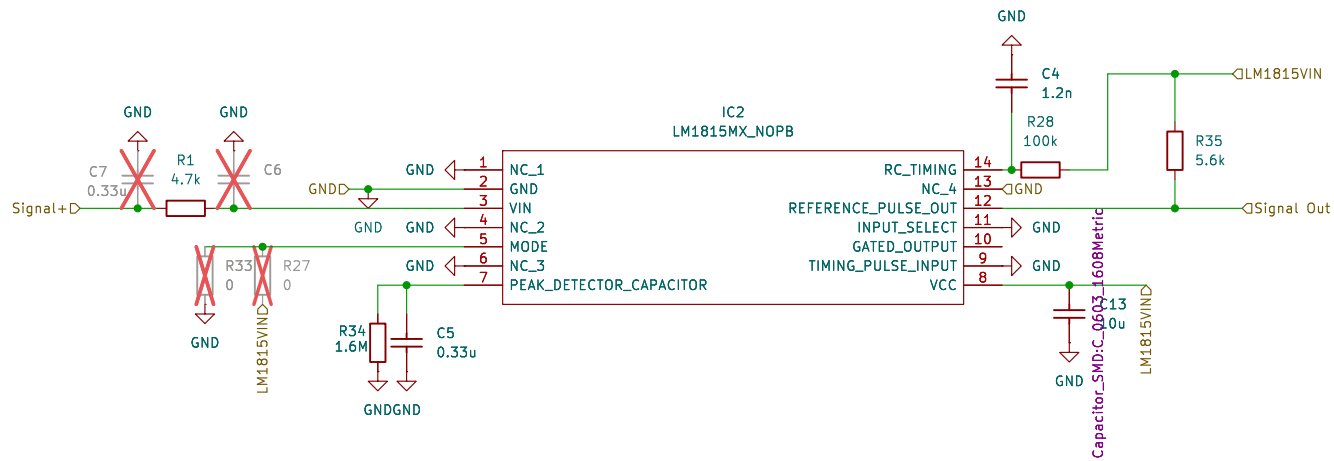 GND
C4
1.2n
LM1815VIN
IC2
LM1815MX_NOPB
GND
GND
R28
100k
R35
5.6k
C7
0.33u
R1
4.7k
C6
GND
1
NC_1
RC_TIMING
14
GND
2
GND
NC_4
13
GND
Signal+
3
VIN
REFERENCE_PULSE_OUT
12
Signal Out
GND
GND
4
NC_2
INPUT_SELECT
11
GND
5
MODE
GATED_OUTPUT
10
R33
0
R27
0
GND
6
NC_3
TIMING_PULSE_INPUT
9
GND
7
PEAK_DETECTOR_CAPACITOR
VCC
8
GND
LM1815VIN
R34
1.6M
C5
0.33u
GND
GND
C13
10u
GND
Capacitor_SMD:C_0603_1608Metric
LM1815VIN